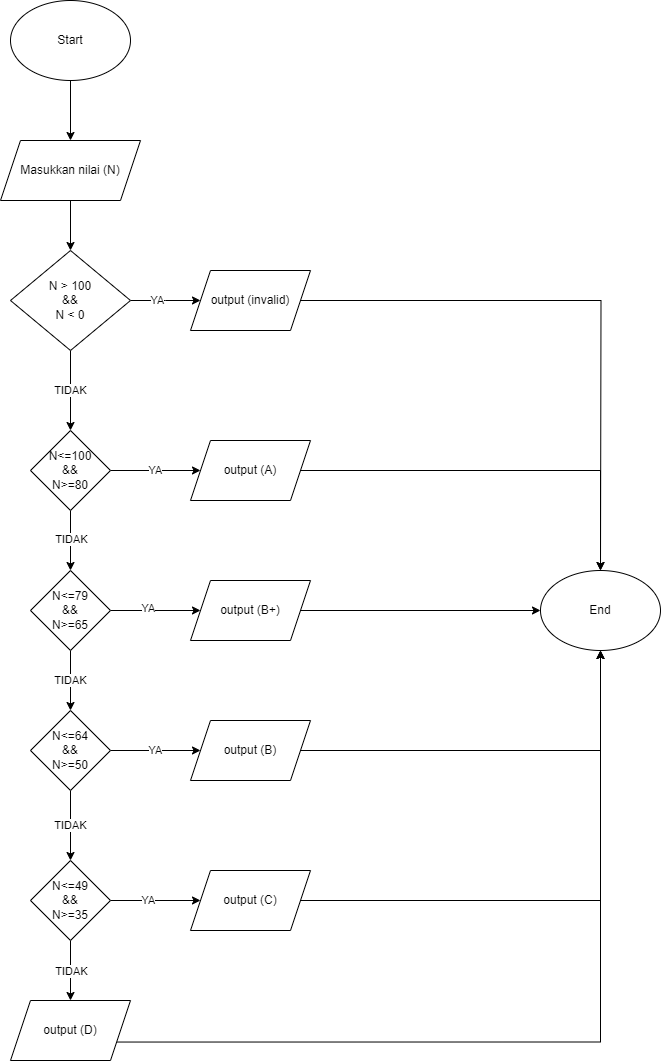 Start
Masukkan nilai (N)
N > 100
&&
N < 0
YA
output (invalid)
TIDAK
N<=100
&&
N>=80
YA
output (A)
TIDAK
N<=79
&&
N>=65
YA
output (B+)
End
TIDAK
N<=64
&&
N>=50
YA
output (B)
TIDAK
N<=49
&&
N>=35
YA
output (C)
TIDAK
output (D)